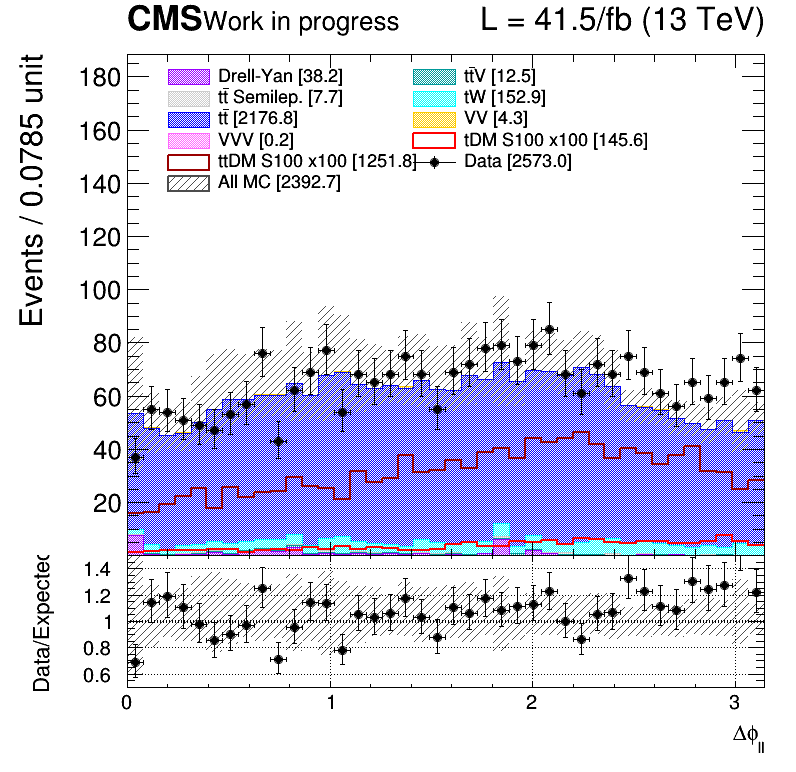 CMS Work in progress L = 41.5/fb (13 TeV)
Events / 0.0785 unit
180
160
140
120
100
80
60
40
20
Drell-Yan [38.2]
tt̄V [12.5]
tt̄ Semilep. [7.7]
tW [152.9]
tt̄ [2176.8]
VV [4.3]
VVV [0.2]
tDM S100 x100 [145.6]
ttDM S100 x100 [1251.8]
Data [2573.0]
All MC [2392.7]
Data/Expected
1.4
1.2
1
0.8
0.6
0 1 2 3
Δϕll